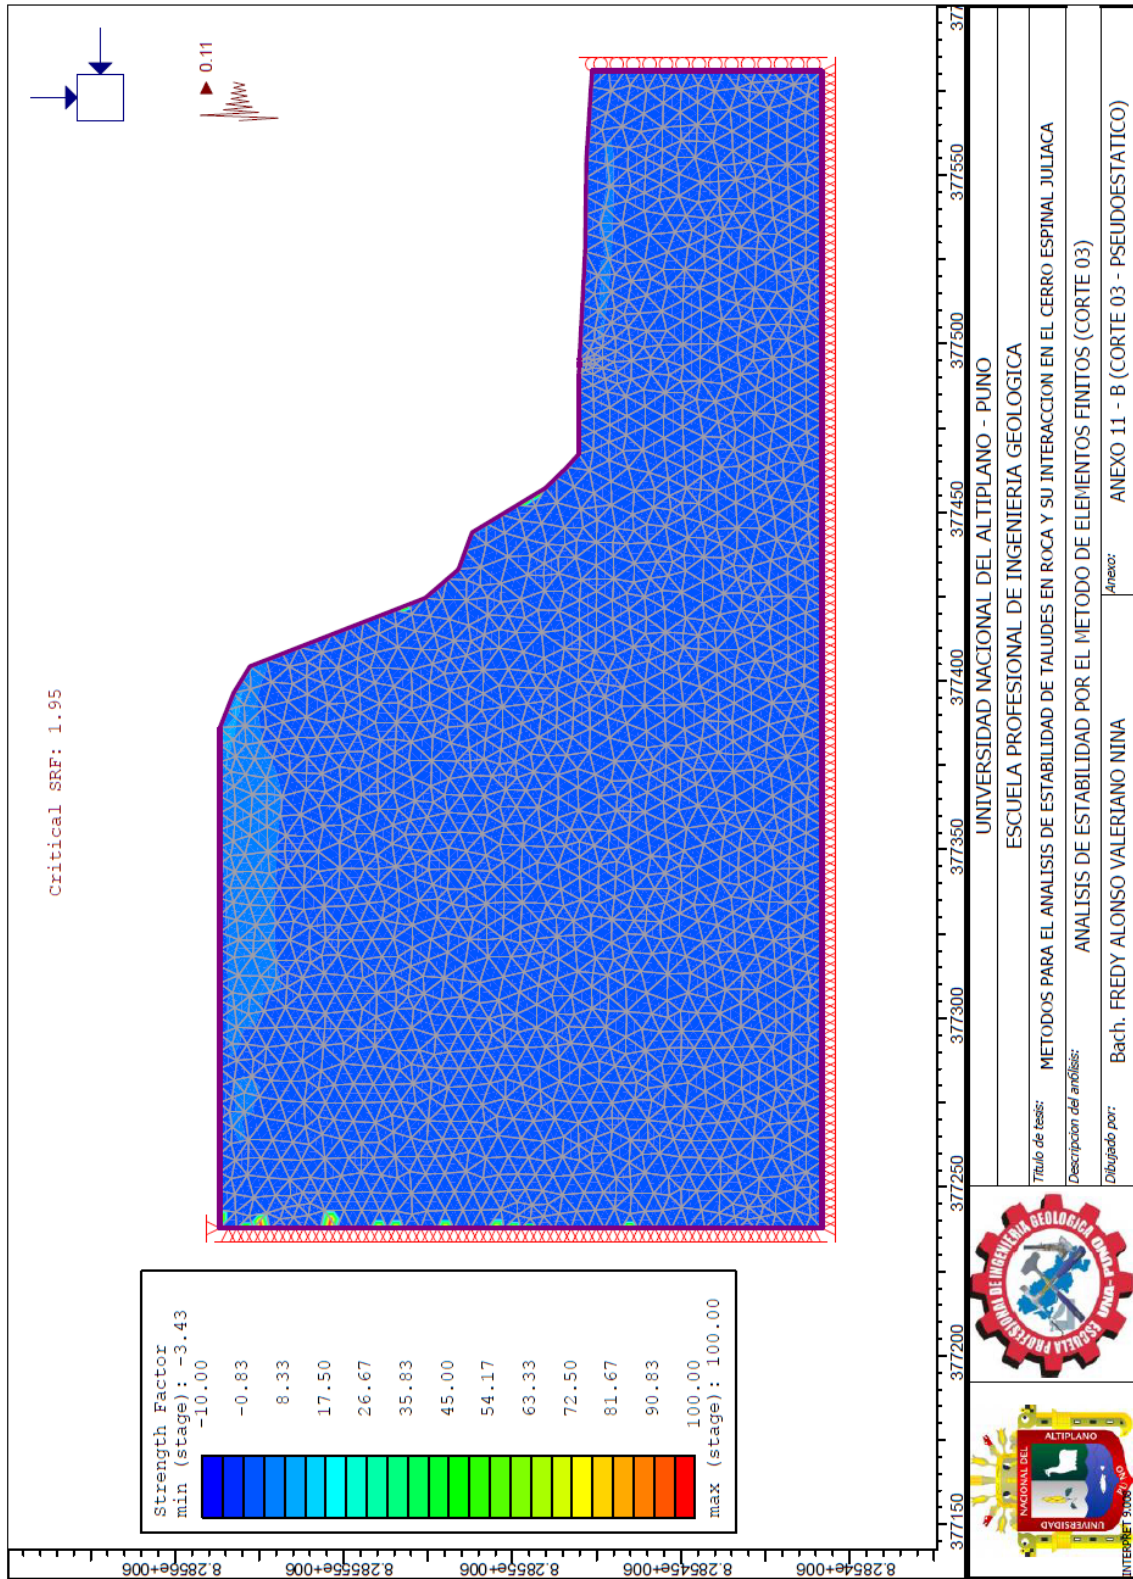 Critical SRF: 1.95
0.11
Strength Factor
min (stage): -3.43
-10.00
-0.83
8.33
17.50
26.67
35.83
45.00
54.17
63.33
72.50
81.67
90.83
100.00
max (stage): 100.00
8.2856e+006
8.28555e+006
8.2855e+006
8.28545e+006
8.2854e+006
377150
377200
377250
377300
377350
377400
377450
377500
377550
UNIVERSIDAD NACIONAL DEL ALTIPLANO - PUNO
ESCUELA PROFESIONAL DE INGENIERIA GEOLOGICA
Titulo de tesis: METODOS PARA EL ANALISIS DE ESTABILIDAD DE TALUDES EN ROCA Y SU INTERACCION EN EL CERRO ESPINAL JULIACA
Descripcion del análisis: ANALISIS DE ESTABILIDAD POR EL METODO DE ELEMENTOS FINITOS (CORTE 03)
Dibujado por: Bach. FREDY ALONSO VALERIANO NINA
Anexo: ANEXO 11 - B (CORTE 03 - PSEUDOESTATICO)
ESCUELA PROFESIONAL DE INGENIERIA GEOLOGICA
UNA - PUNO
UNIVERSIDAD
NACIONAL DEL
ALTIPLANO
PUNO